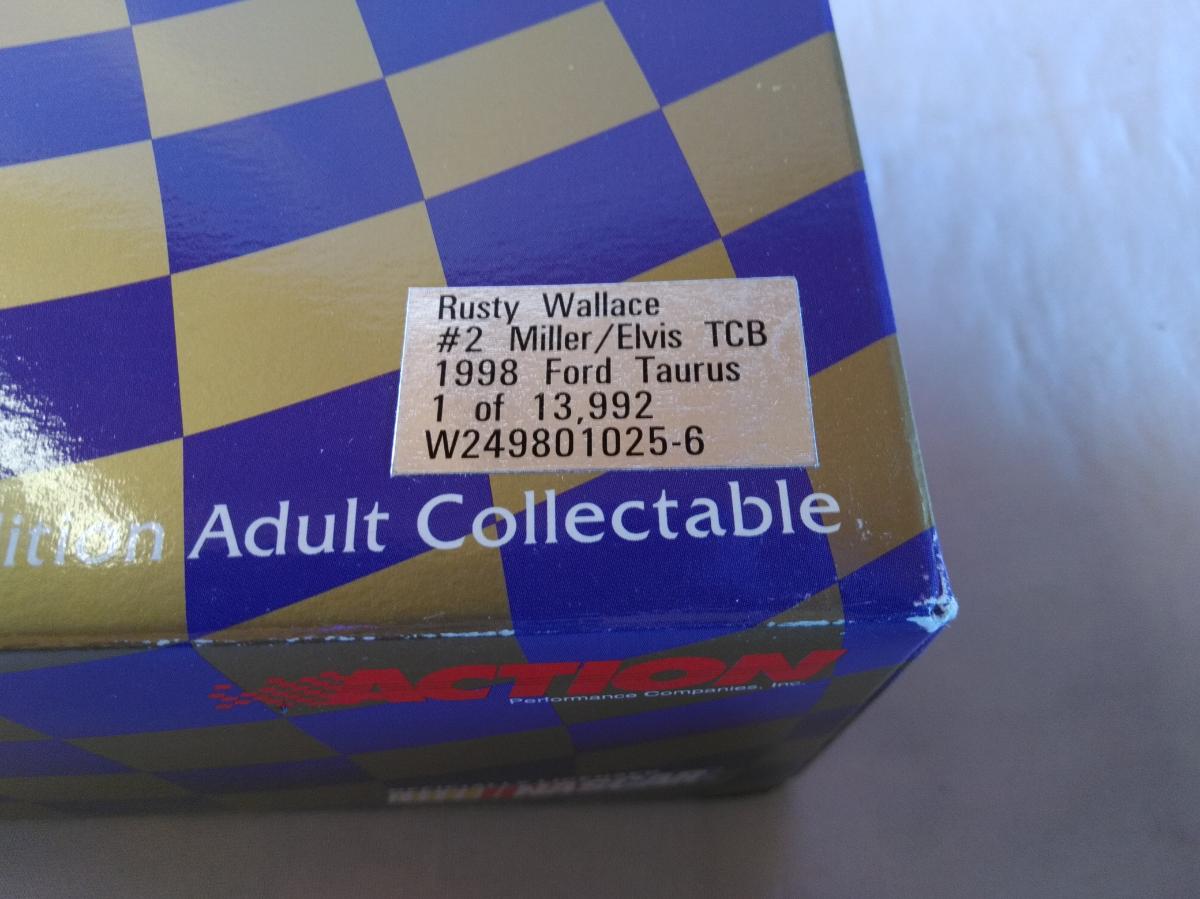 Rusty Wallace
#2 Miller/Elvis TCB
1998 Ford Taurus
1 of 13,992
W249801025-6
ition Adult Collectable
ACTION
Performance Companies, Inc.